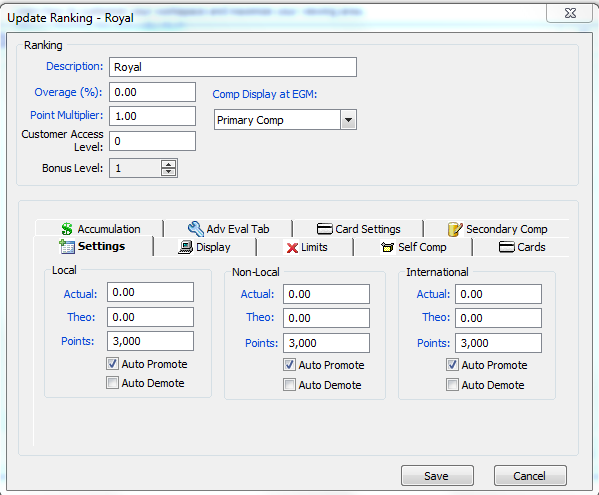 Update Ranking - Royal
Ranking
Description: Royal
Overage (%): 0.00 Comp Display at EGM:
Point Multiplier: 1.00 Primary Comp
Customer Access
Level: 0
Bonus Level: 1
Accumulation Adv Eval Tab Card Settings Secondary Comp
Settings Display Limits Self Comp Cards
Local Non-Local International
Actual: 0.00 Actual: 0.00 Actual: 0.00
Theo: 0.00 Theo: 0.00 Theo: 0.00
Points: 3,000 Points: 3,000 Points: 3,000
Auto Promote Auto Promote Auto Promote
Auto Demote Auto Demote Auto Demote
Save Cancel